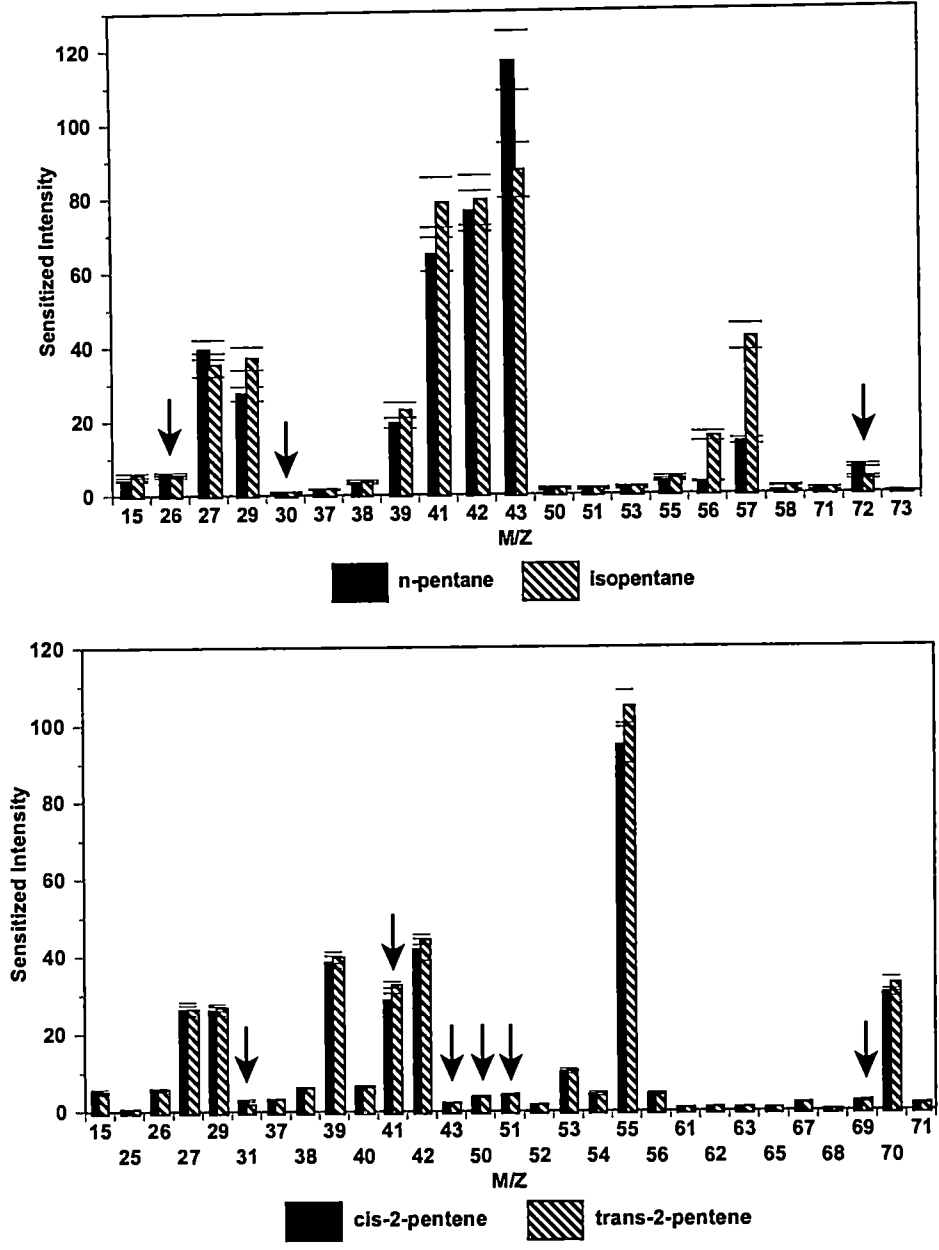 120
100
80
60
40
20
0
Sensitized Intensity
15 26 27 29 30 37 38 39 41 42 43 50 51 53 55 56 57 58 71 72 73
M/Z
n-pentane isopentane
120
100
80
60
40
20
0
Sensitized Intensity
15 26 29 37 39 41 43 51 53 55 61 63 67 69 71
25 27 31 38 40 42 50 52 54 56 62 65 68 70
M/Z
cis-2-pentene trans-2-pentene